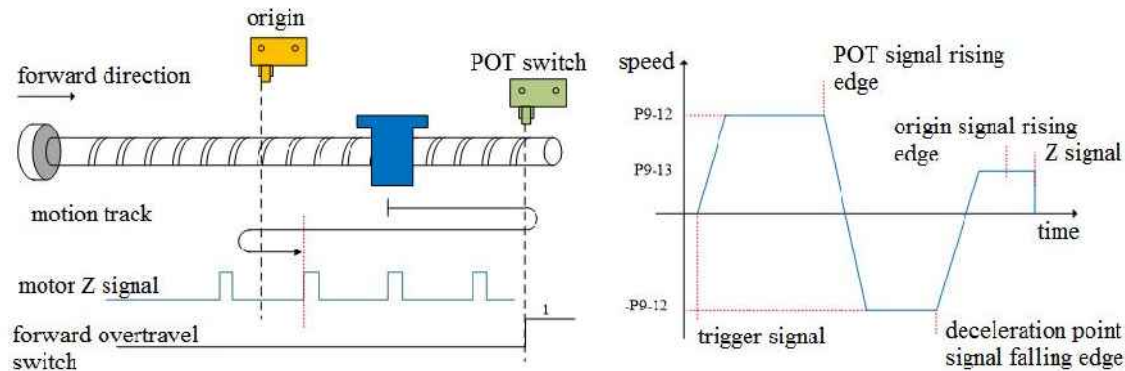 origin
forward direction
POT switch
motion track
motor Z signal
forward overtravel
switch
1
speed
POT signal rising
edge
P9-12
origin signal rising
edge
Z signal
P9-13
time
-P9-12
trigger signal
deceleration point
signal falling edge